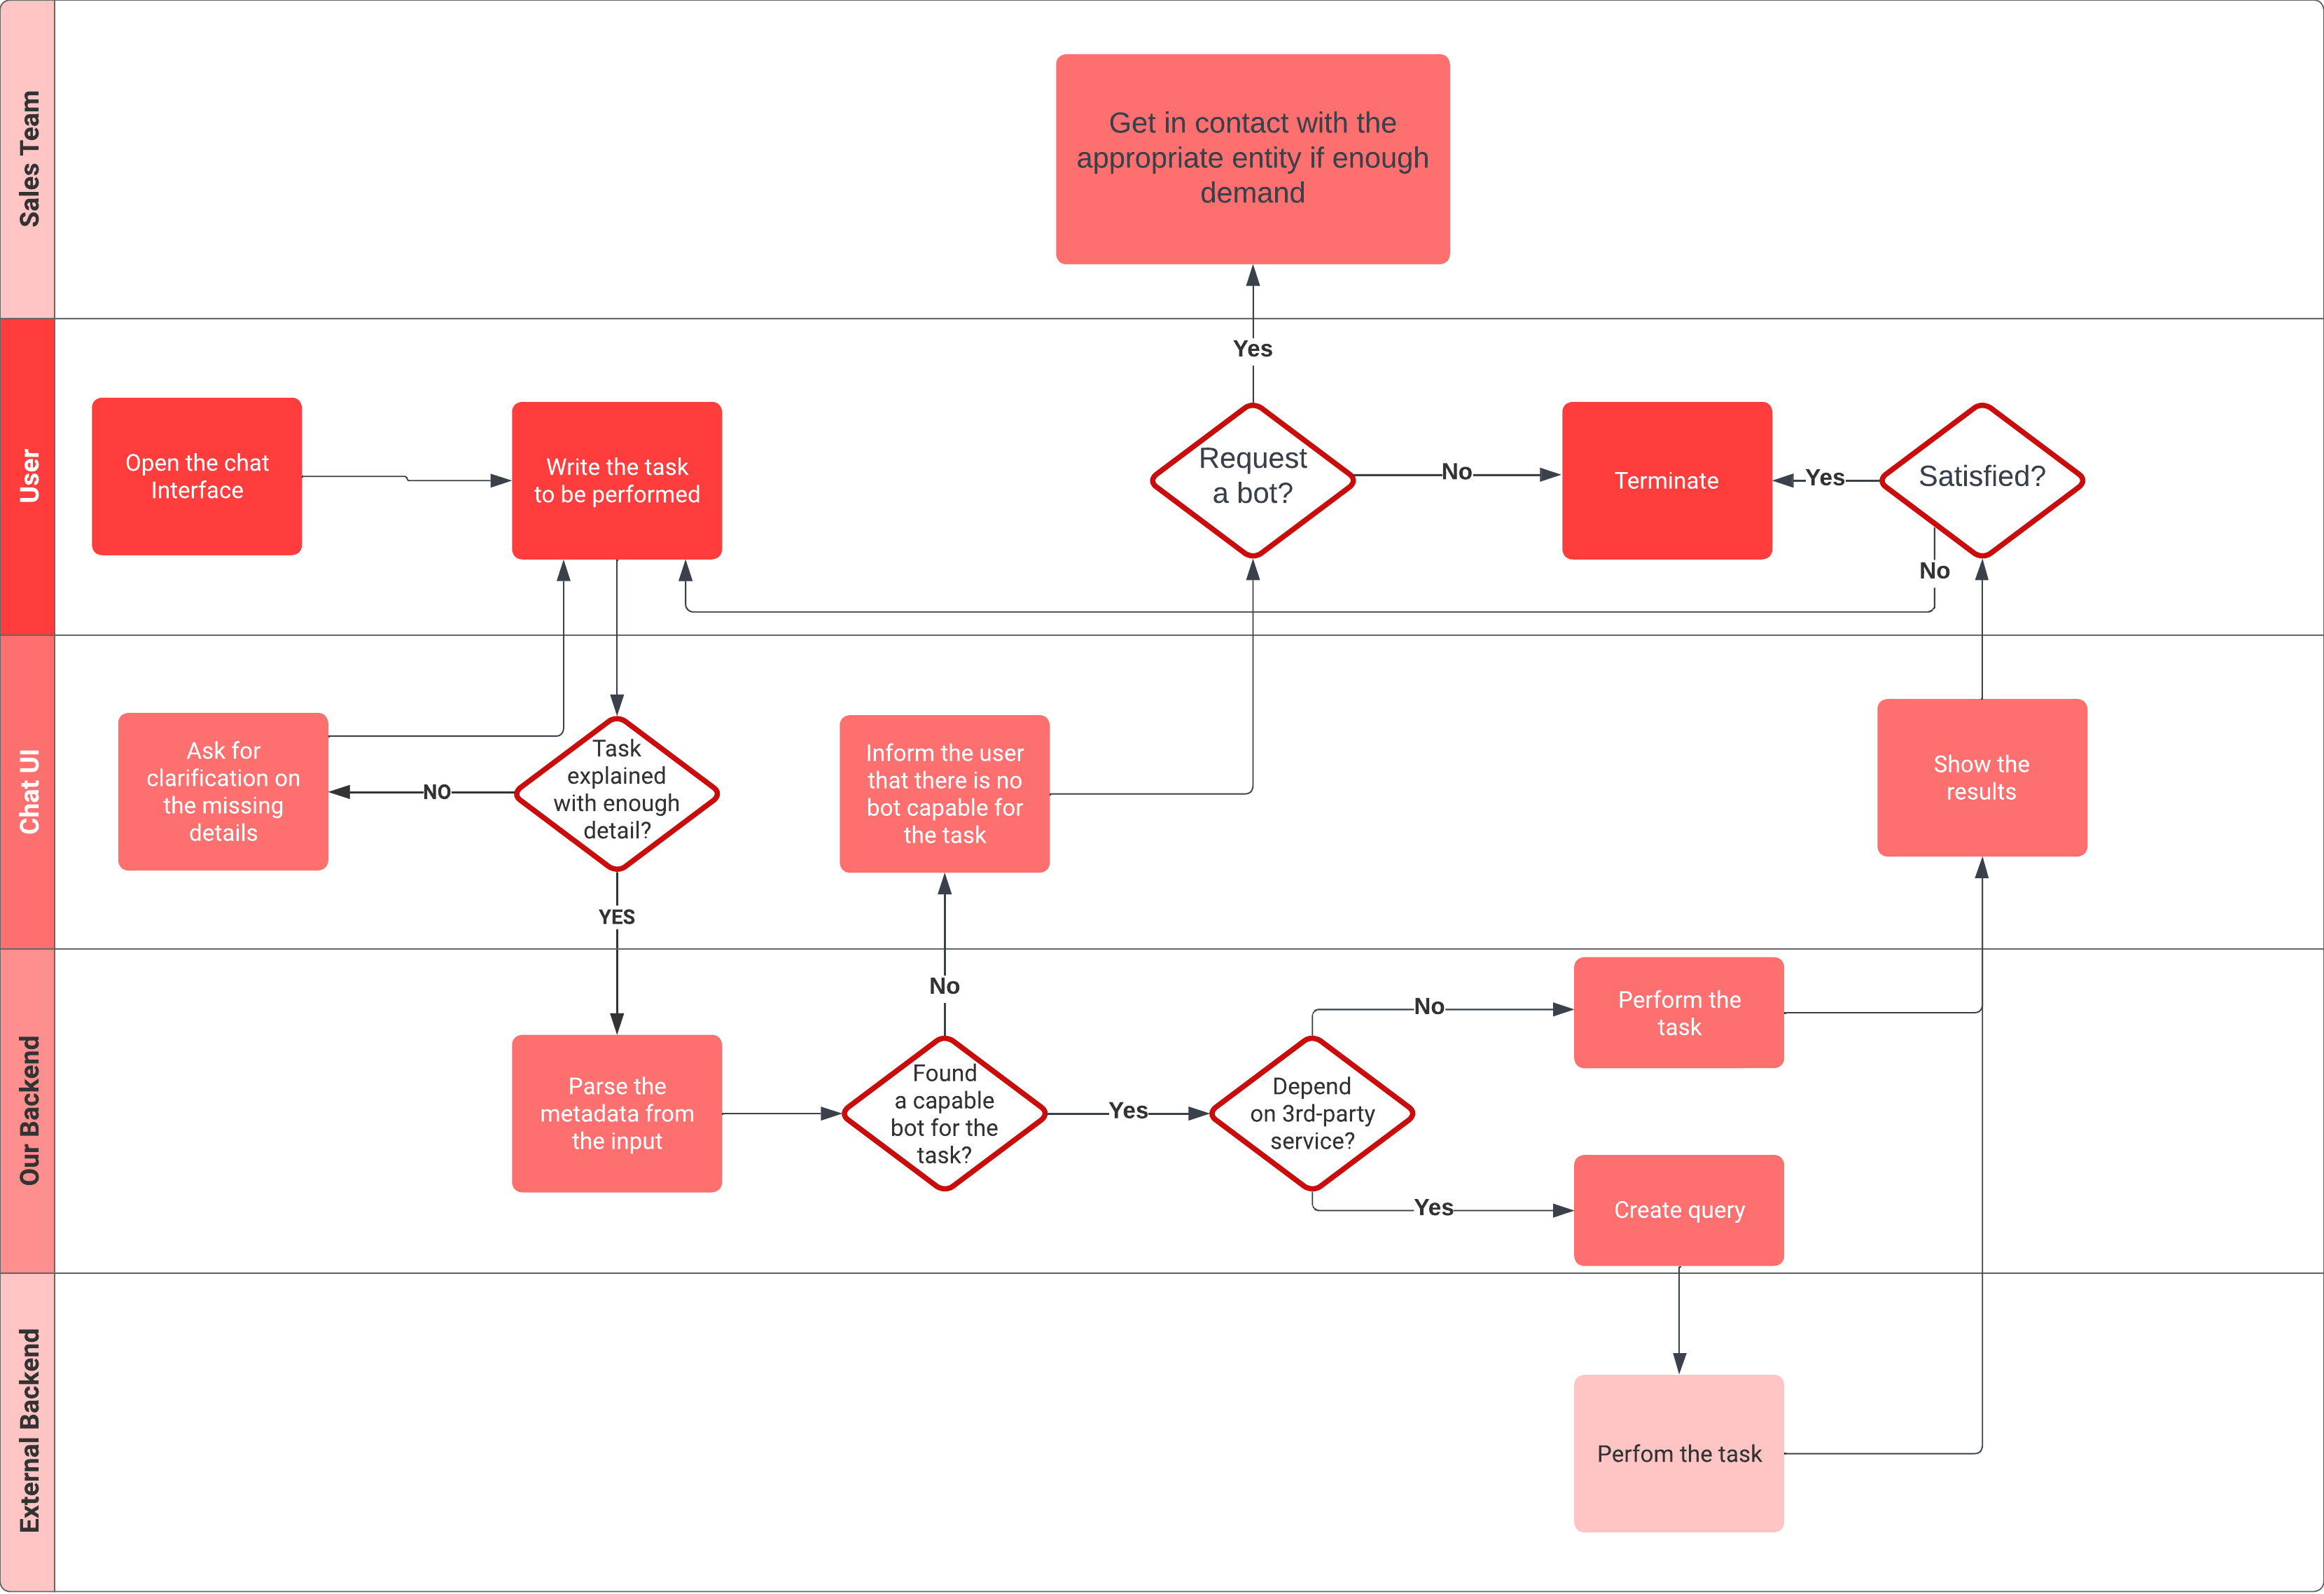 Sales Team
Get in contact with the
appropriate entity if enough
demand
Yes
User
Open the chat
Interface
Write the task
to be performed
Request
a bot?
No
Terminate
Yes
Satisfied?
No
Chat UI
Ask for
clarification on
the missing
details
NO
Task
explained
with enough
detail?
YES
Inform the user
that there is no
bot capable for
the task
Show the
results
Our Backend
No
Parse the
metadata from
the input
Found
a capable
bot for the
task?
Yes
Depend
on 3rd-party
service?
No
Perform the
task
Yes
Create query
External Backend
Perfom the task